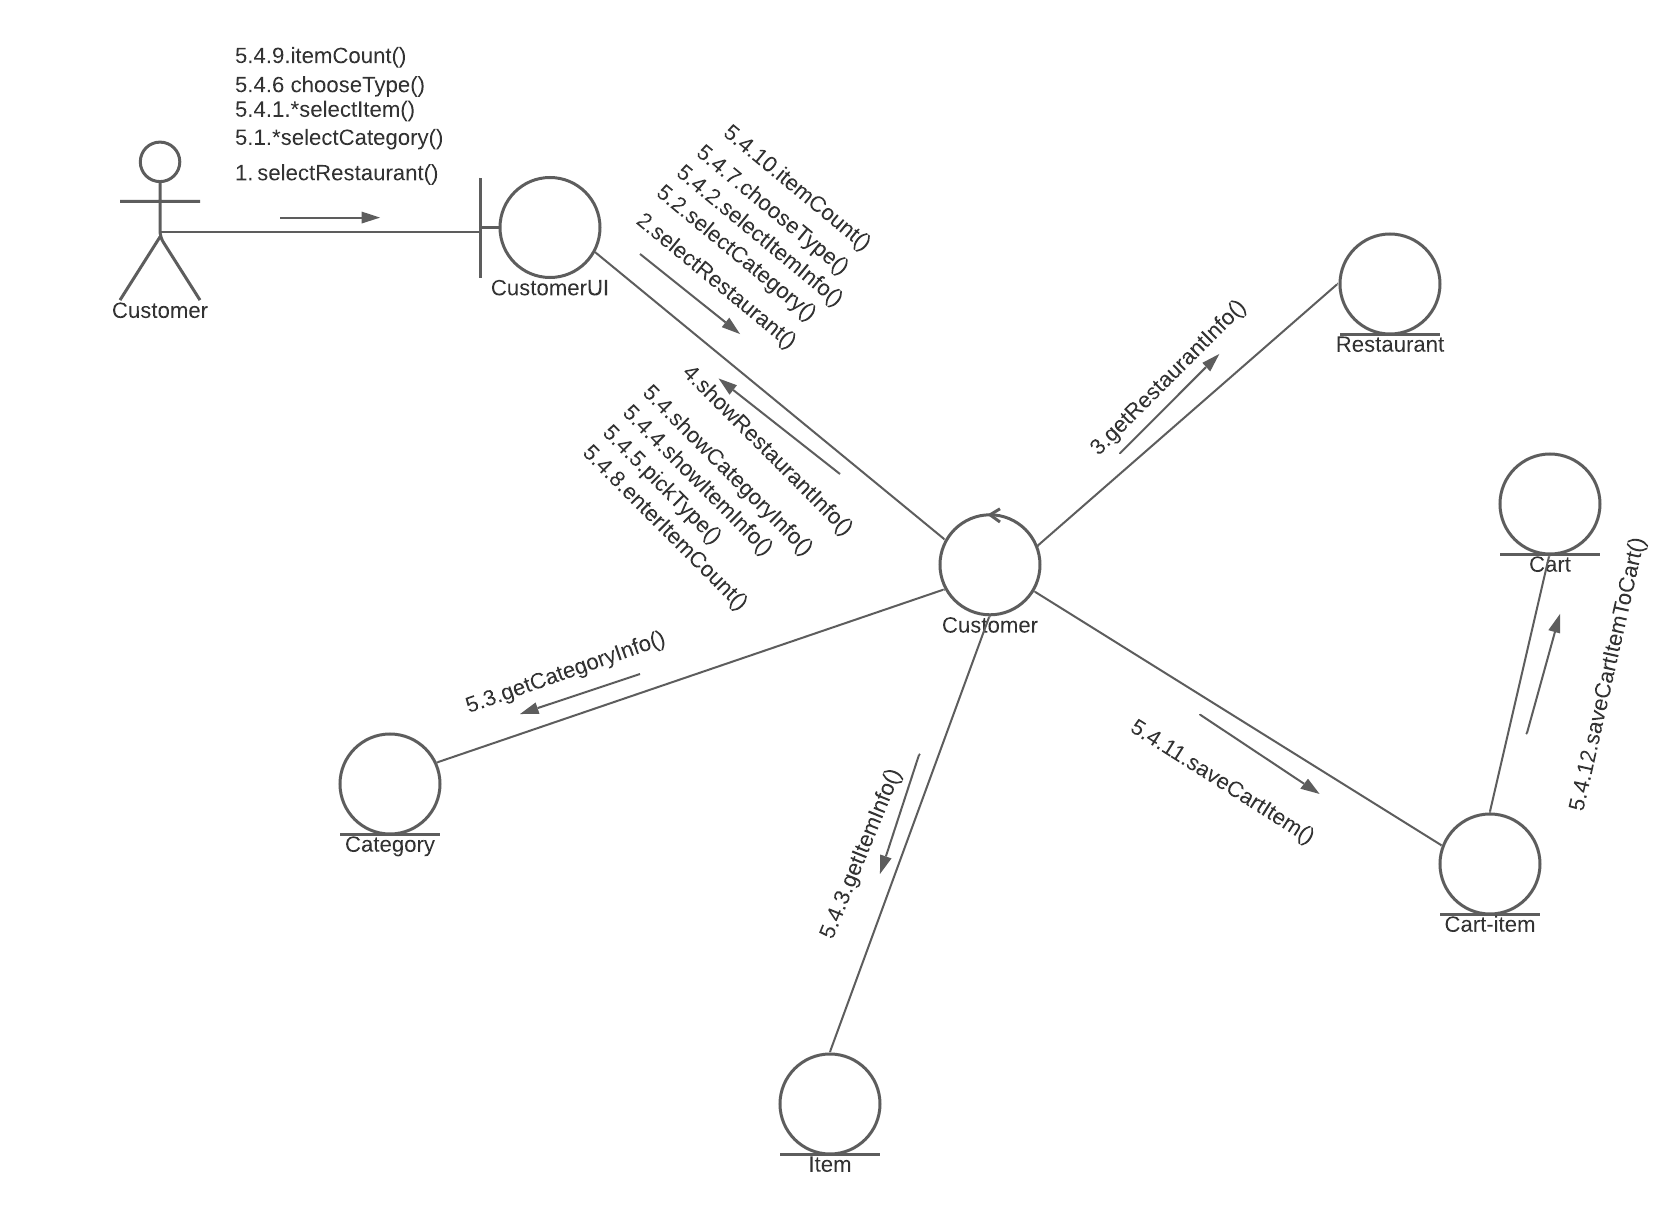 5.4.9.itemCount()
5.4.6 chooseType()
5.4.1.*selectItem()
5.1.*selectCategory()
1. selectRestaurant()
Customer
CustomerUI
5.4.10.itemCount()
5.4.7.chooseType()
5.4.2.selectItemInfo()
5.2.selectCategory()
2.selectRestaurant()
4.showRestaurantInfo()
5.4.showCategoryInfo()
5.4.4.showItemInfo()
5.4.5.pickType()
5.4.8.enterItemCount()
3.getRestaurantInfo()
Restaurant
Cart
5.4.12.saveCartItemToCart()
Customer
5.3.getCategoryInfo()
Category
5.4.3.getItemInfo()
5.4.11.saveCartItem()
Cart-item
Item